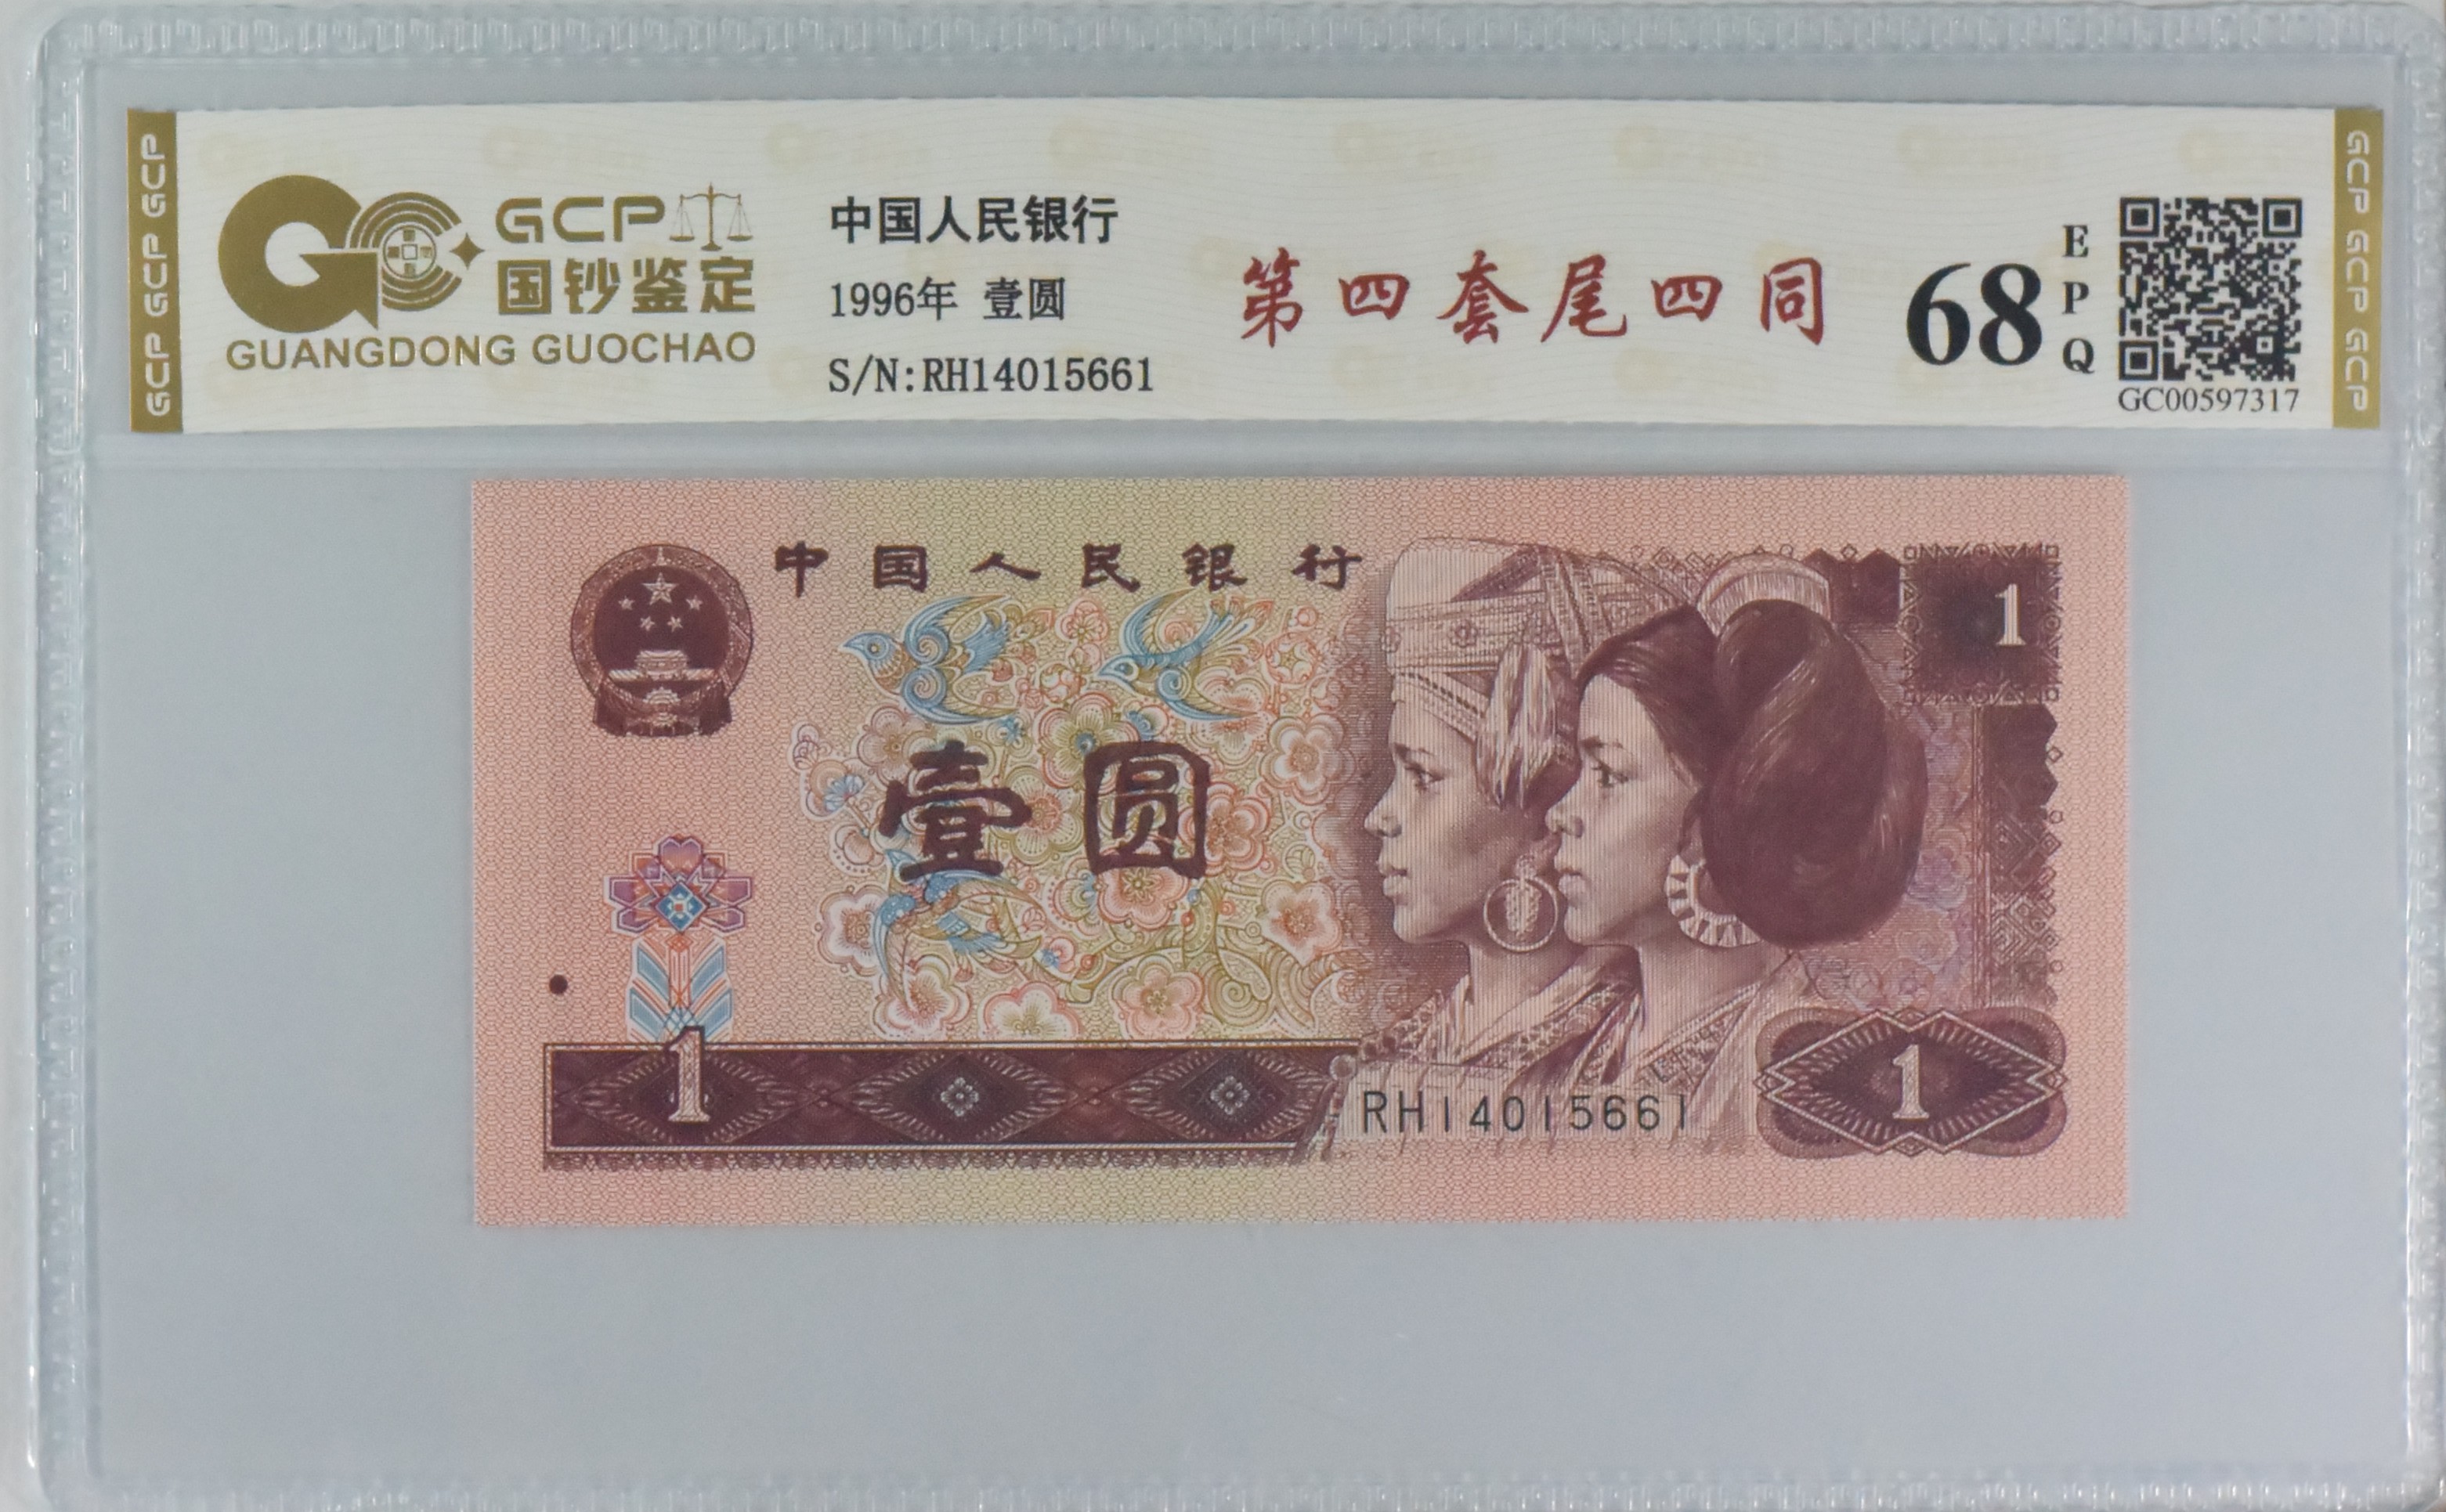 GCP GCP GCP
GCP
国钞鉴定
GUANGDONG GUOCHAO
中国人民银行
1996年 壹圆
S/N:RH14015661
第四套尾四同
68
E
P
Q
GC00597317
GCP GCP GCP
中国人民银行
1
壹圆
1
RH14015661
1